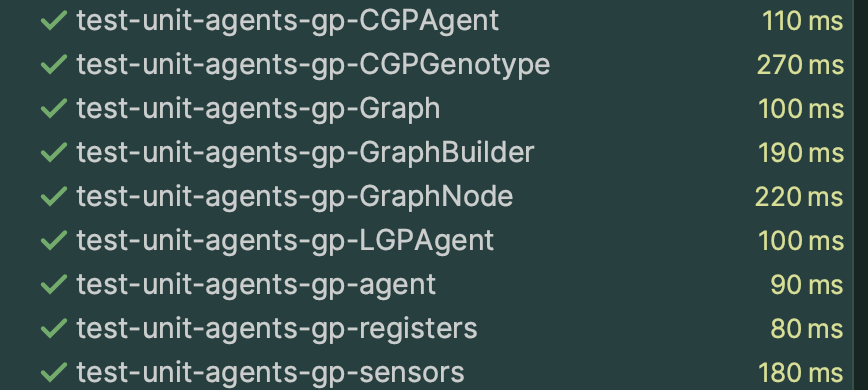 test-unit-agents-gp-CGPAgent 110 ms
test-unit-agents-gp-CGPGenotype 270 ms
test-unit-agents-gp-Graph 100 ms
test-unit-agents-gp-GraphBuilder 190 ms
test-unit-agents-gp-GraphNode 220 ms
test-unit-agents-gp-LGPAgent 100 ms
test-unit-agents-gp-agent 90 ms
test-unit-agents-gp-registers 80 ms
test-unit-agents-gp-sensors 180 ms